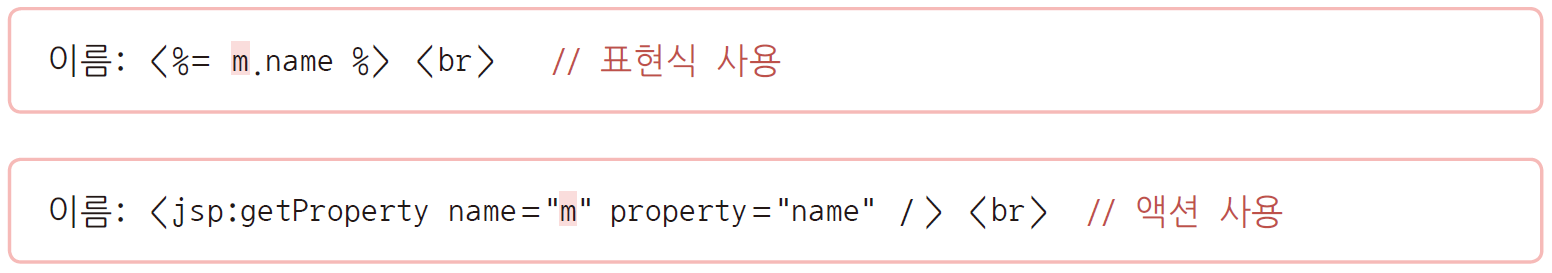 이름: <%= m.name %> <br> // 표현식 사용
이름: <jsp:getProperty name="m" property="name" /> <br> // 액션 사용